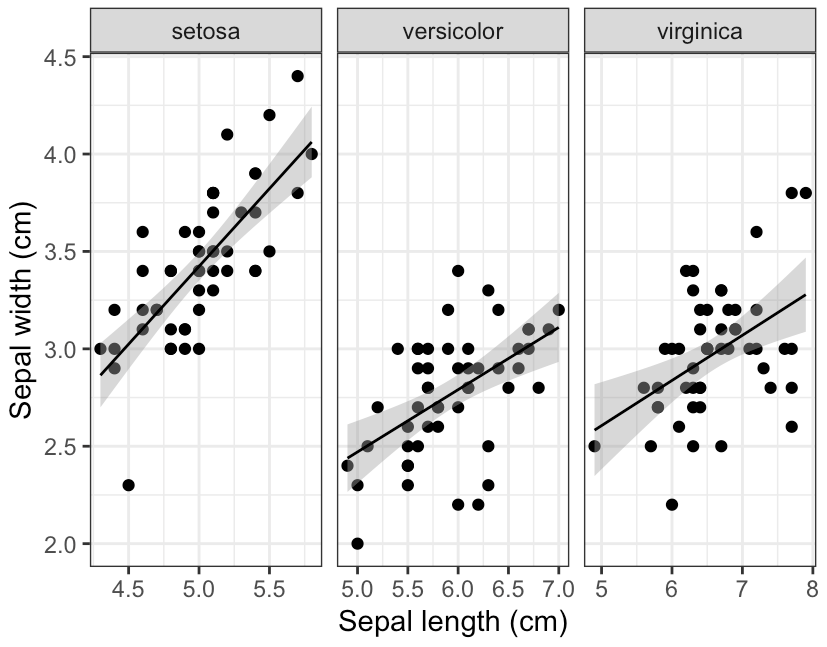 setosa versicolor virginica
4.5
4.0
3.5
3.0
2.5
2.0
Sepal width (cm)
4.5 5.0 5.5 5.0 5.5 6.0 6.5 7.0 5 6 7 8
Sepal length (cm)